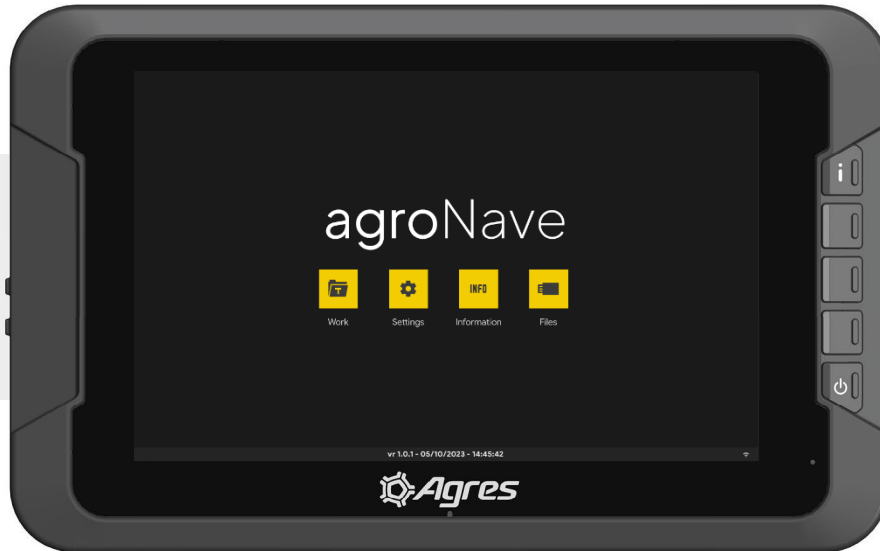 agroNave
INFO
Work Settings Information Files
vr 1.0.1 - 05/10/2023 - 14:45:42
Agres